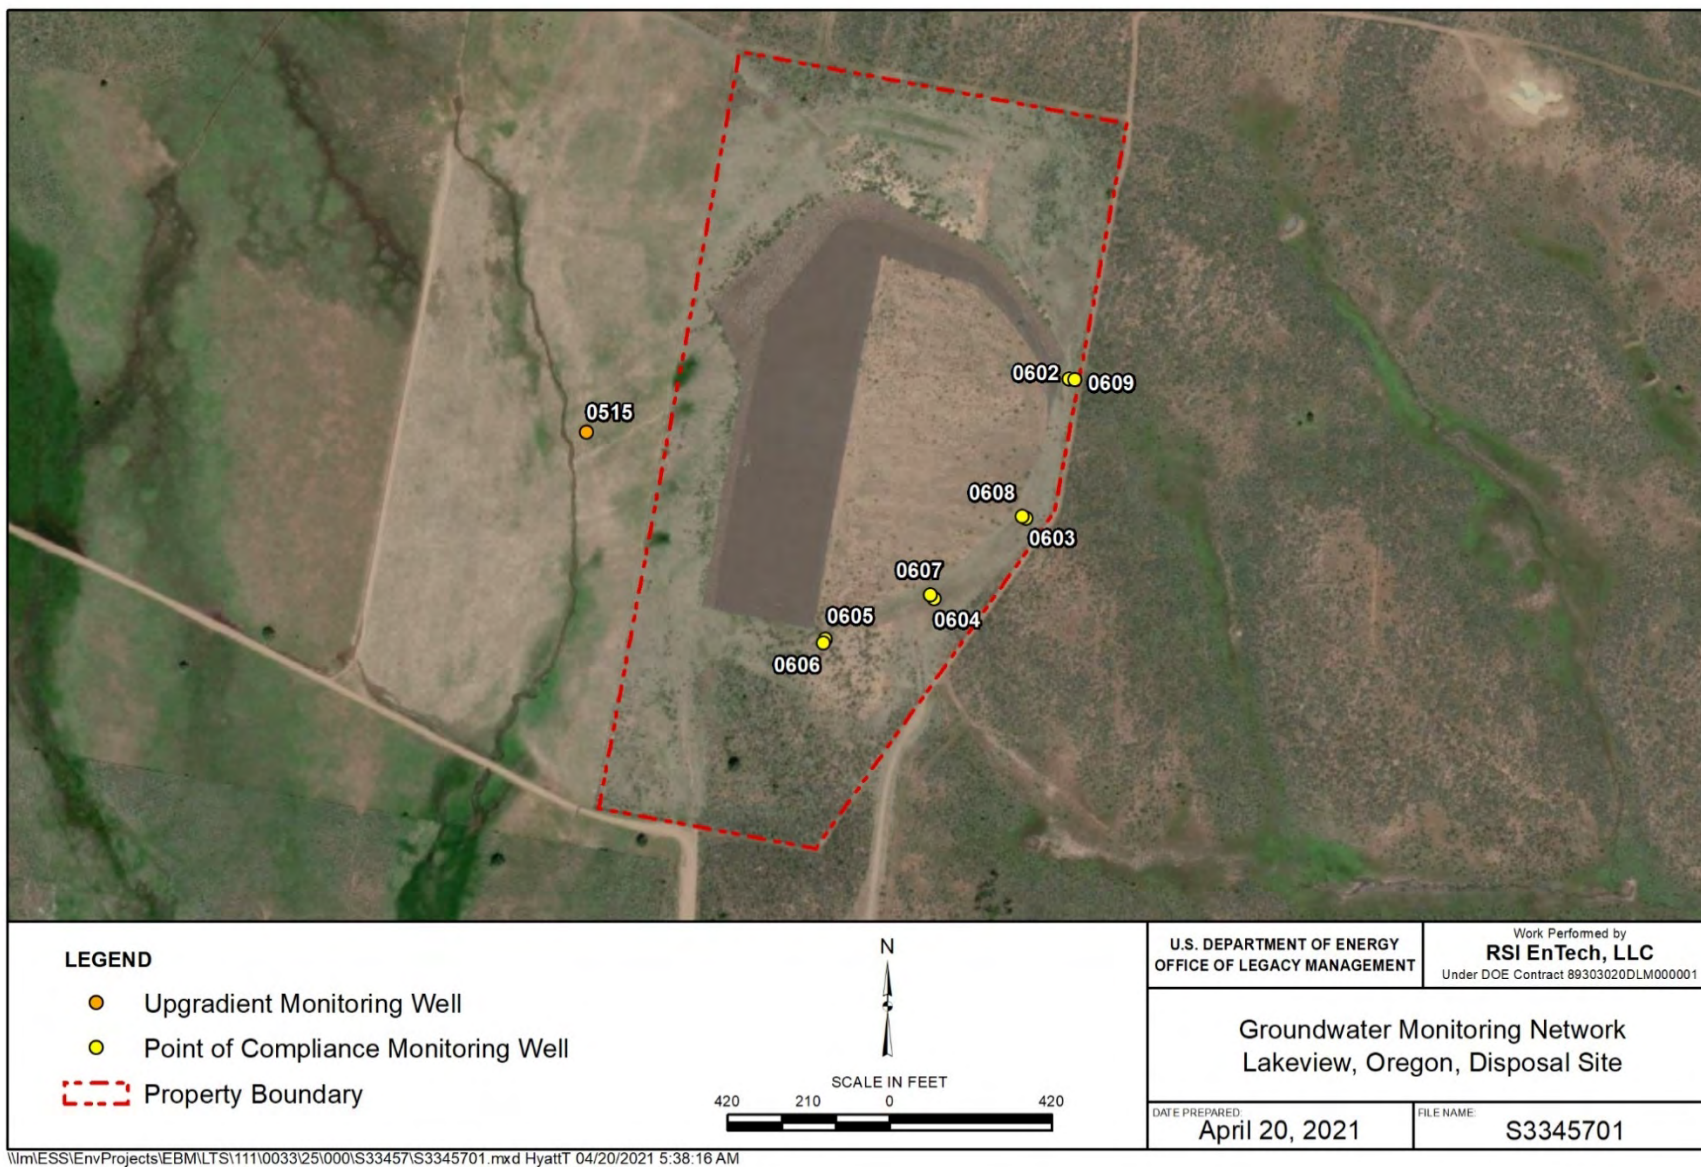 0602
0609
0515
0608
0603
0607
0605
0604
0606
LEGEND
Upgradient Monitoring Well
Point of Compliance Monitoring Well
Property Boundary
N
SCALE IN FEET
420 210 0 420
U.S. DEPARTMENT OF ENERGY
OFFICE OF LEGACY MANAGEMENT
Work Performed by
RSI EnTech, LLC
Under DOE Contract 89303020DLM000001
Groundwater Monitoring Network
Lakeview, Oregon, Disposal Site
DATE PREPARED:
April 20, 2021
FILE NAME:
S3345701
\\lm\ESS\EnvProjects\EBM\LTS\111\0033\25\000\S33457\S3345701.mxd HyattT 04/20/2021 5:38:16 AM